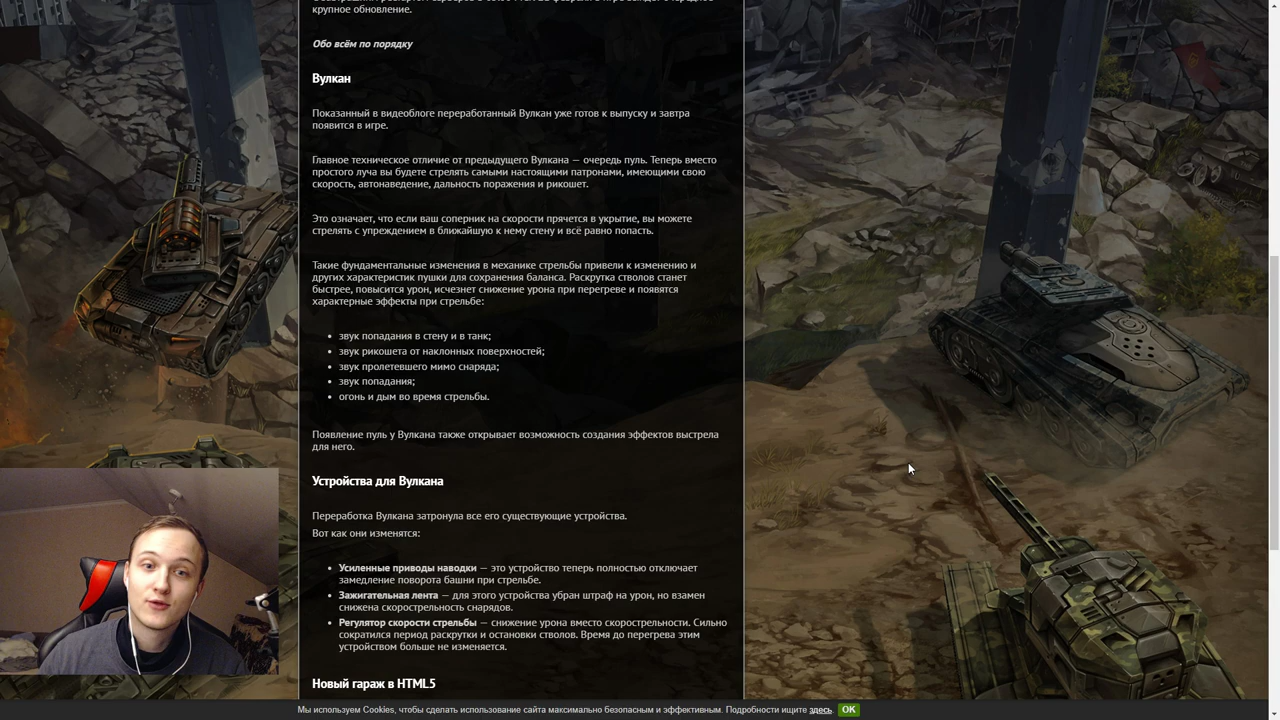 крупное обновление.
Обо всём по порядку
Вулкан
Показанный в видеоблоге переработанный Вулкан уже готов к выпуску и завтра
появится в игре.
Главное техническое отличие от предыдущего Вулкана — очередь пуль. Теперь вместо
простого луча вы будете стрелять самыми настоящими патронами, имеющими свою
скорость, автонаведение, дальность поражения и рикошет.
Это означает, что если ваш соперник на скорости прячется в укрытие, вы можете
стрелять с упреждением в ближайшую к нему стену и всё равно попасть.
Такие фундаментальные изменения в механике стрельбы привели к изменению и
других характеристик пушки для сохранения баланса. Раскрутка стволов станет
быстрее, повысится урон, исчезнет снижение урона при перегреве и появятся
характерные эффекты при стрельбе:
• звук попадания в стену и в танк;
• звук рикошета от наклонных поверхностей;
• звук пролетевшего мимо снаряда;
• звук попадания;
• огонь и дым во время стрельбы.
Появление пуль у Вулкана также открывает возможность создания эффектов выстрела
для него.
Устройства для Вулкана
Переработка Вулкана затронула все его существующие устройства.
Вот как они изменятся:
• Усиленные приводы наводки — это устройство теперь полностью отключает
замедление поворота башни при стрельбе.
• Зажигательная лента — для этого устройства убран штраф на урон, но взамен
снижена скорострельность снарядов.
• Регулятор скорости стрельбы — снижение урона вместо скорострельности. Сильно
сократился период раскрутки и остановки стволов. Время до перегрева этим
устройством больше не изменяется.
Новый гараж в HTML5
Мы используем Cookies, чтобы сделать использование сайта максимально безопасным и эффективным. Подробности ищите здесь. OK